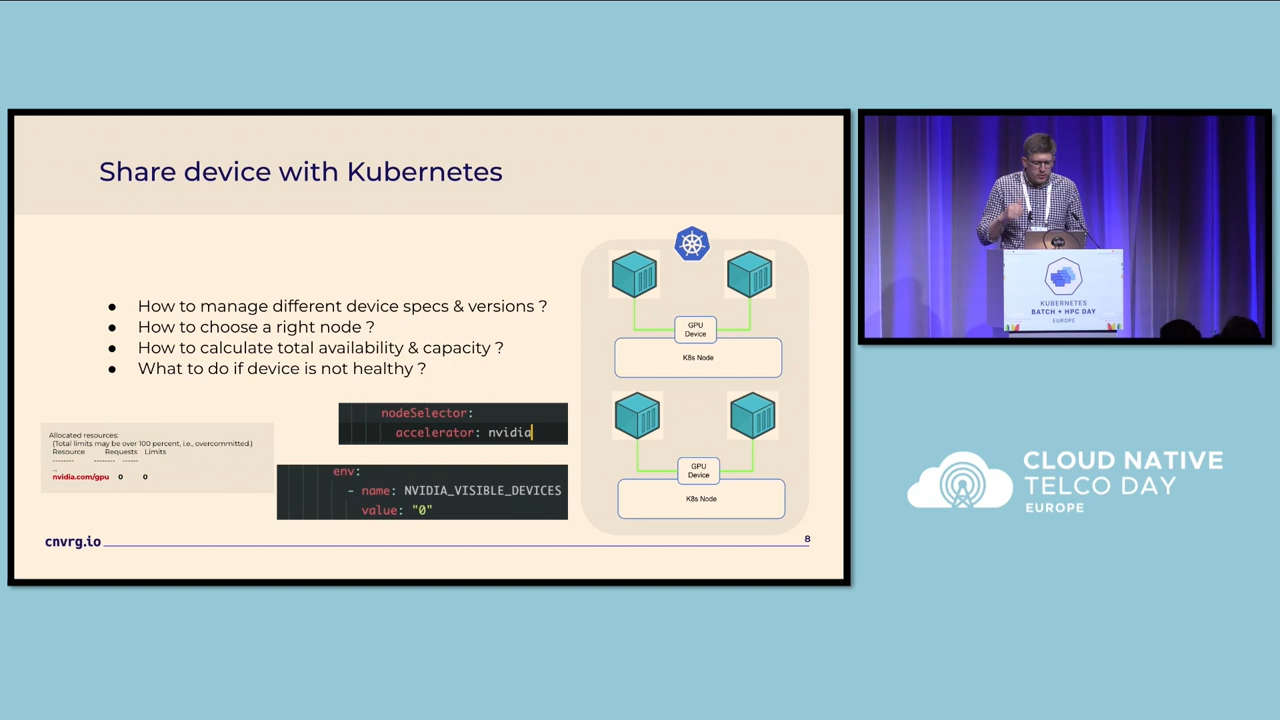 Share device with Kubernetes
● How to manage different device specs & versions ?
● How to choose a right node ?
● How to calculate total availability & capacity ?
● What to do if device is not healthy ?
nodeSelector:
accelerator: nvidia
env:
- name: NVIDIA_VISIBLE_DEVICES
value: "0"
Allocated resources:
(Total limits may be over 100 percent, i.e., overcommitted.)
Resource Requests Limits
-------- -------- ------
...
nvidia.com/gpu 0 0
GPU
Device
K8s Node
GPU
Device
K8s Node
cnvrg.io
8
KUBERNETES
BATCH + HPC DAY
EUROPE
CLOUD NATIVE
TELCO DAY
EUROPE